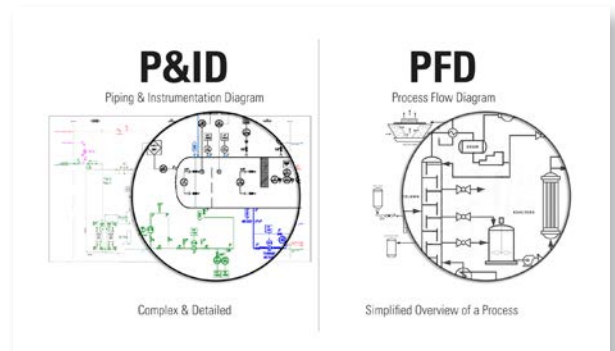 P&ID
Piping & Instrumentation Diagram
Complex & Detailed
PFD
Process Flow Diagram
Simplified Overview of a Process